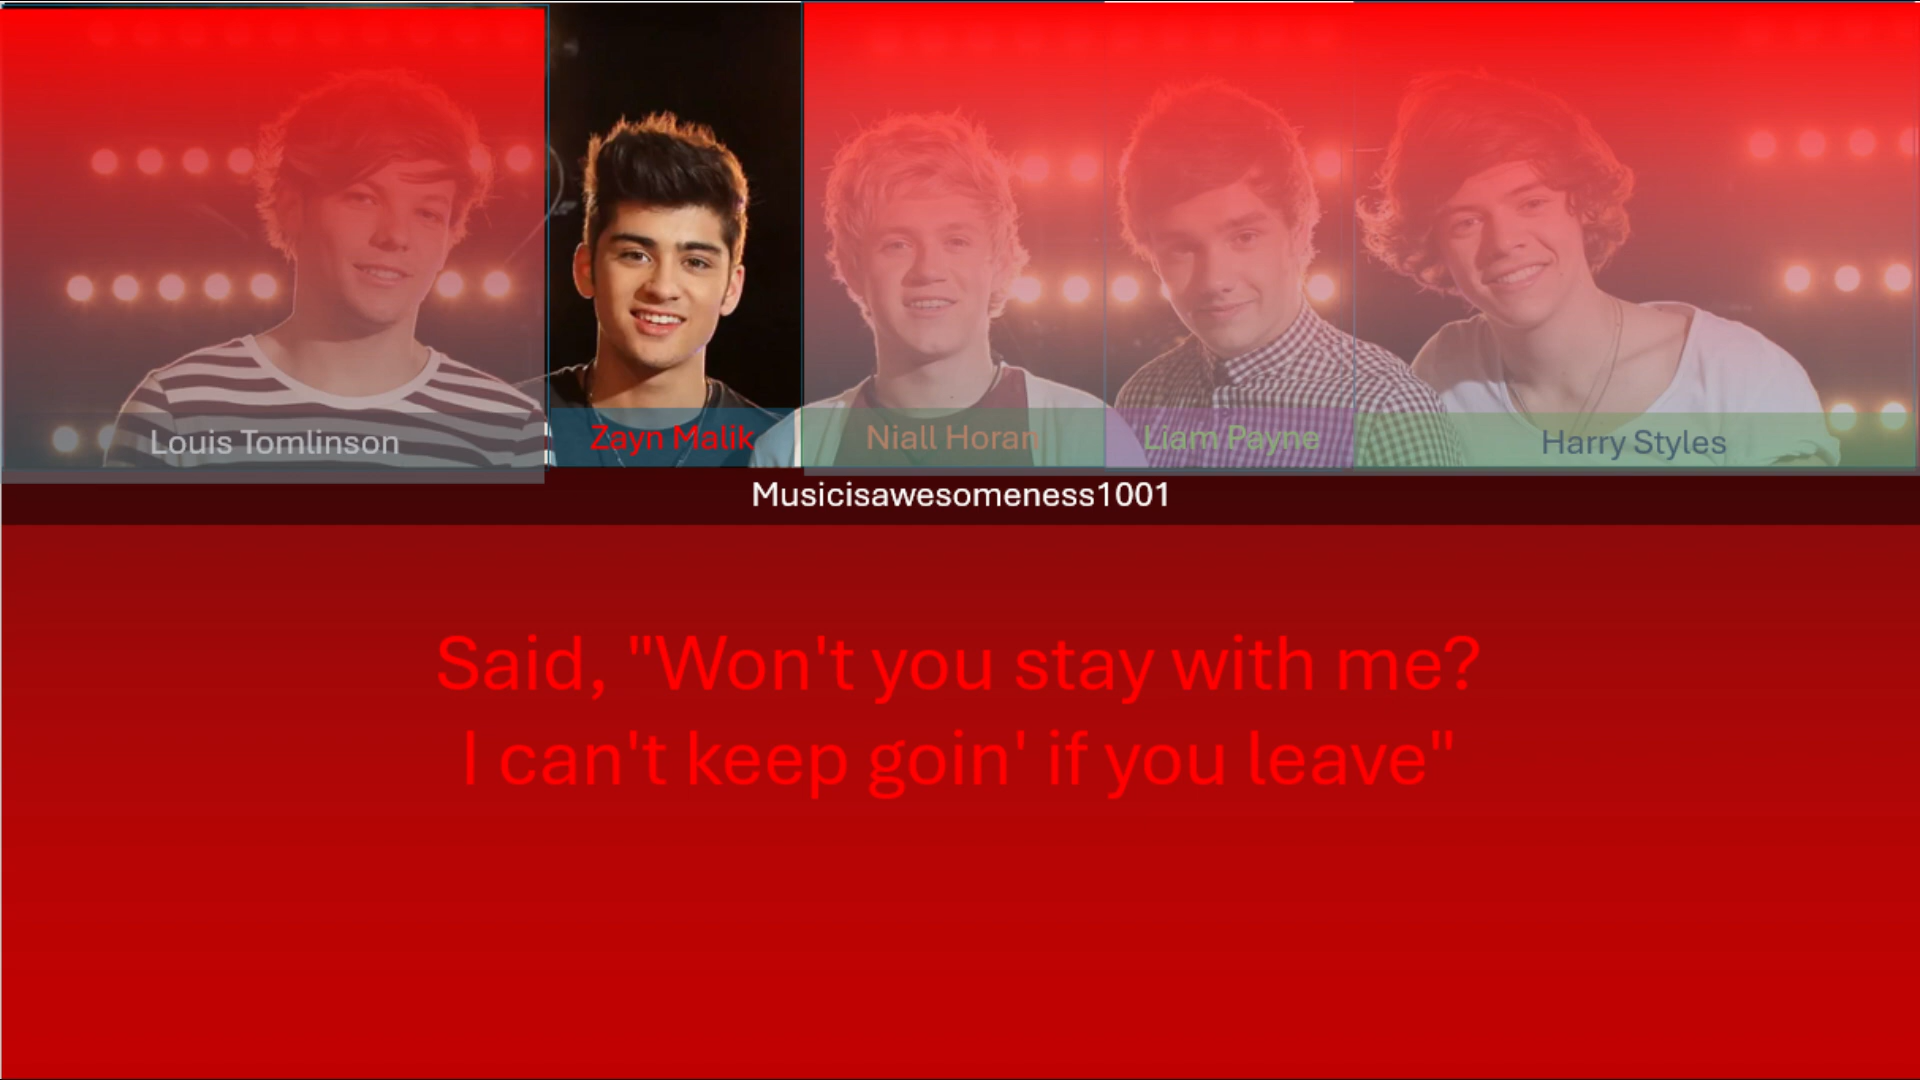 Louis Tomlinson
Zayn Malik
Niall Horan
Liam Payne
Harry Styles
Musicisawesomeness1001
Said, "Won't you stay with me?
I can't keep goin' if you leave"